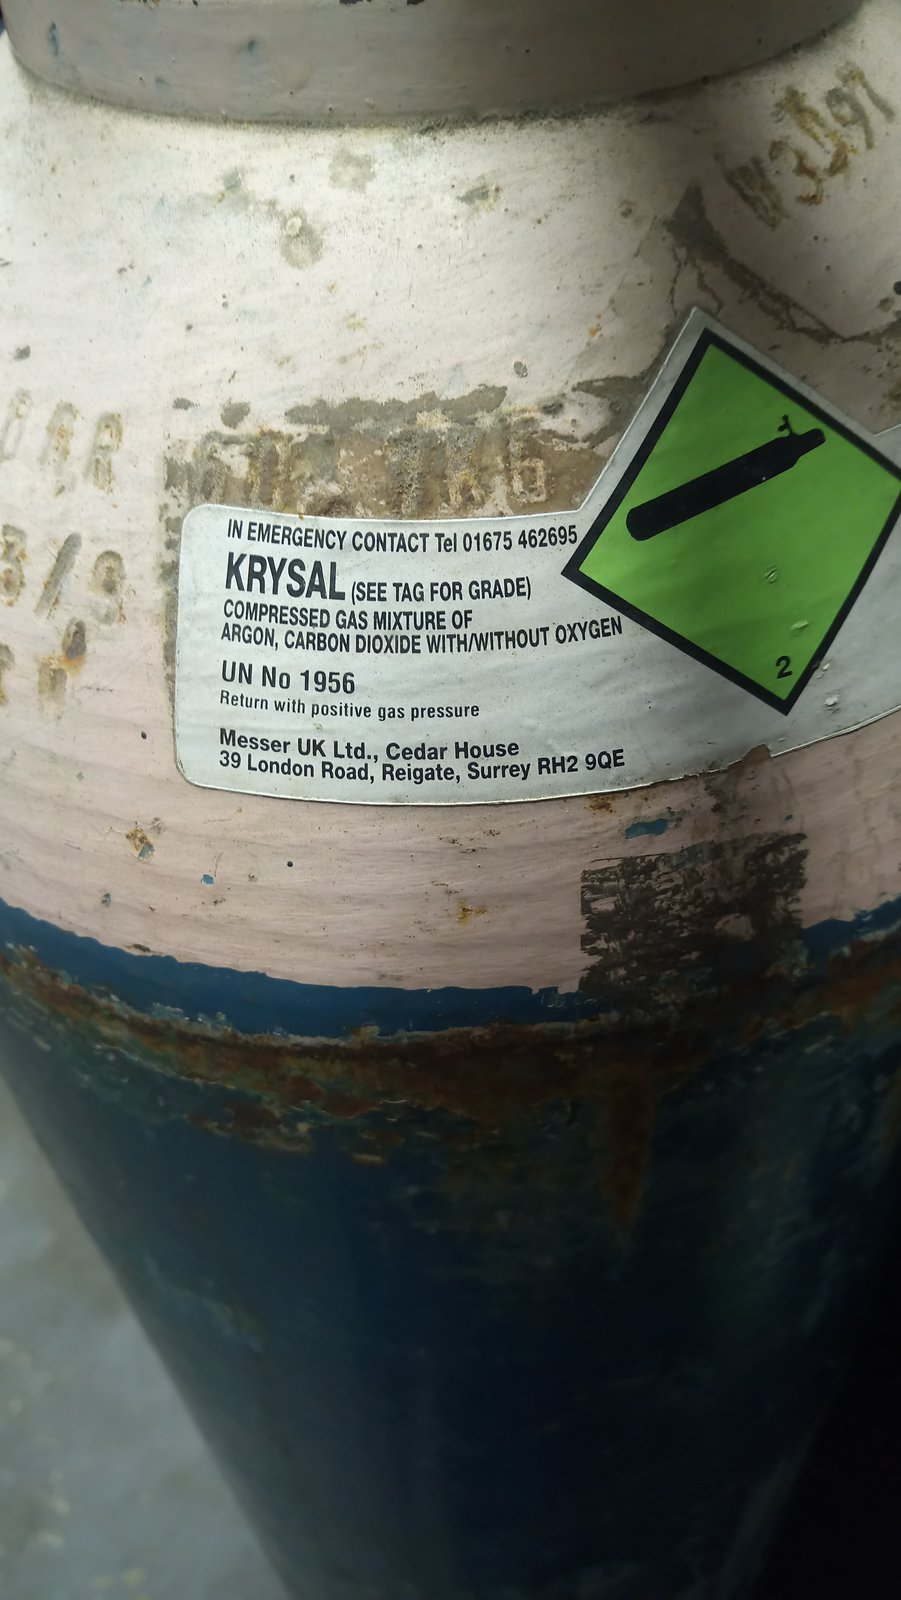 IN EMERGENCY CONTACT Tel 01675 462695
KRYSAL (SEE TAG FOR GRADE)
COMPRESSED GAS MIXTURE OF
ARGON, CARBON DIOXIDE WITH/WITHOUT OXYGEN
UN No 1956
Return with positive gas pressure
Messer UK Ltd., Cedar House
39 London Road, Reigate, Surrey RH2 9QE
2